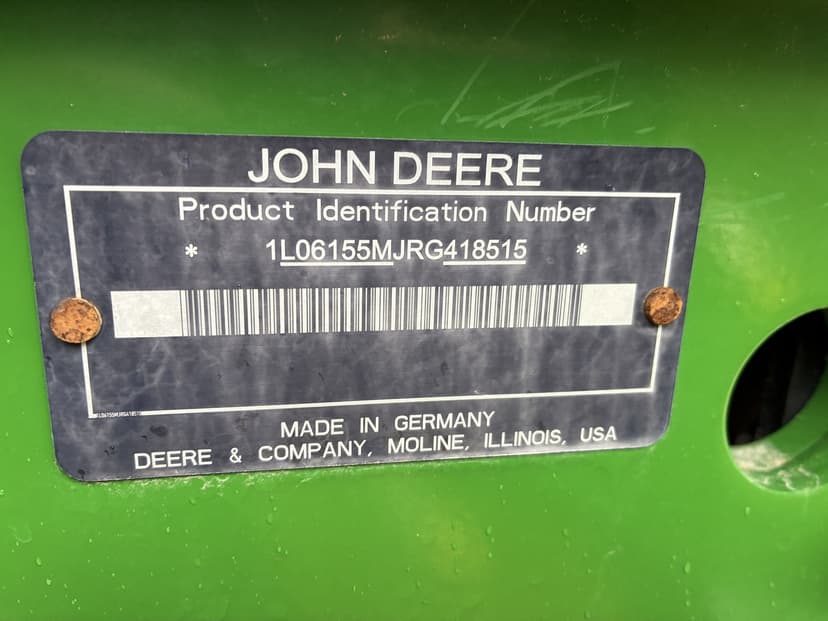 JOHN DEERE
Product Identification Number
* 1L06155MJRG418515 *
MADE IN GERMANY
DEERE & COMPANY, MOLINE, ILLINOIS, USA